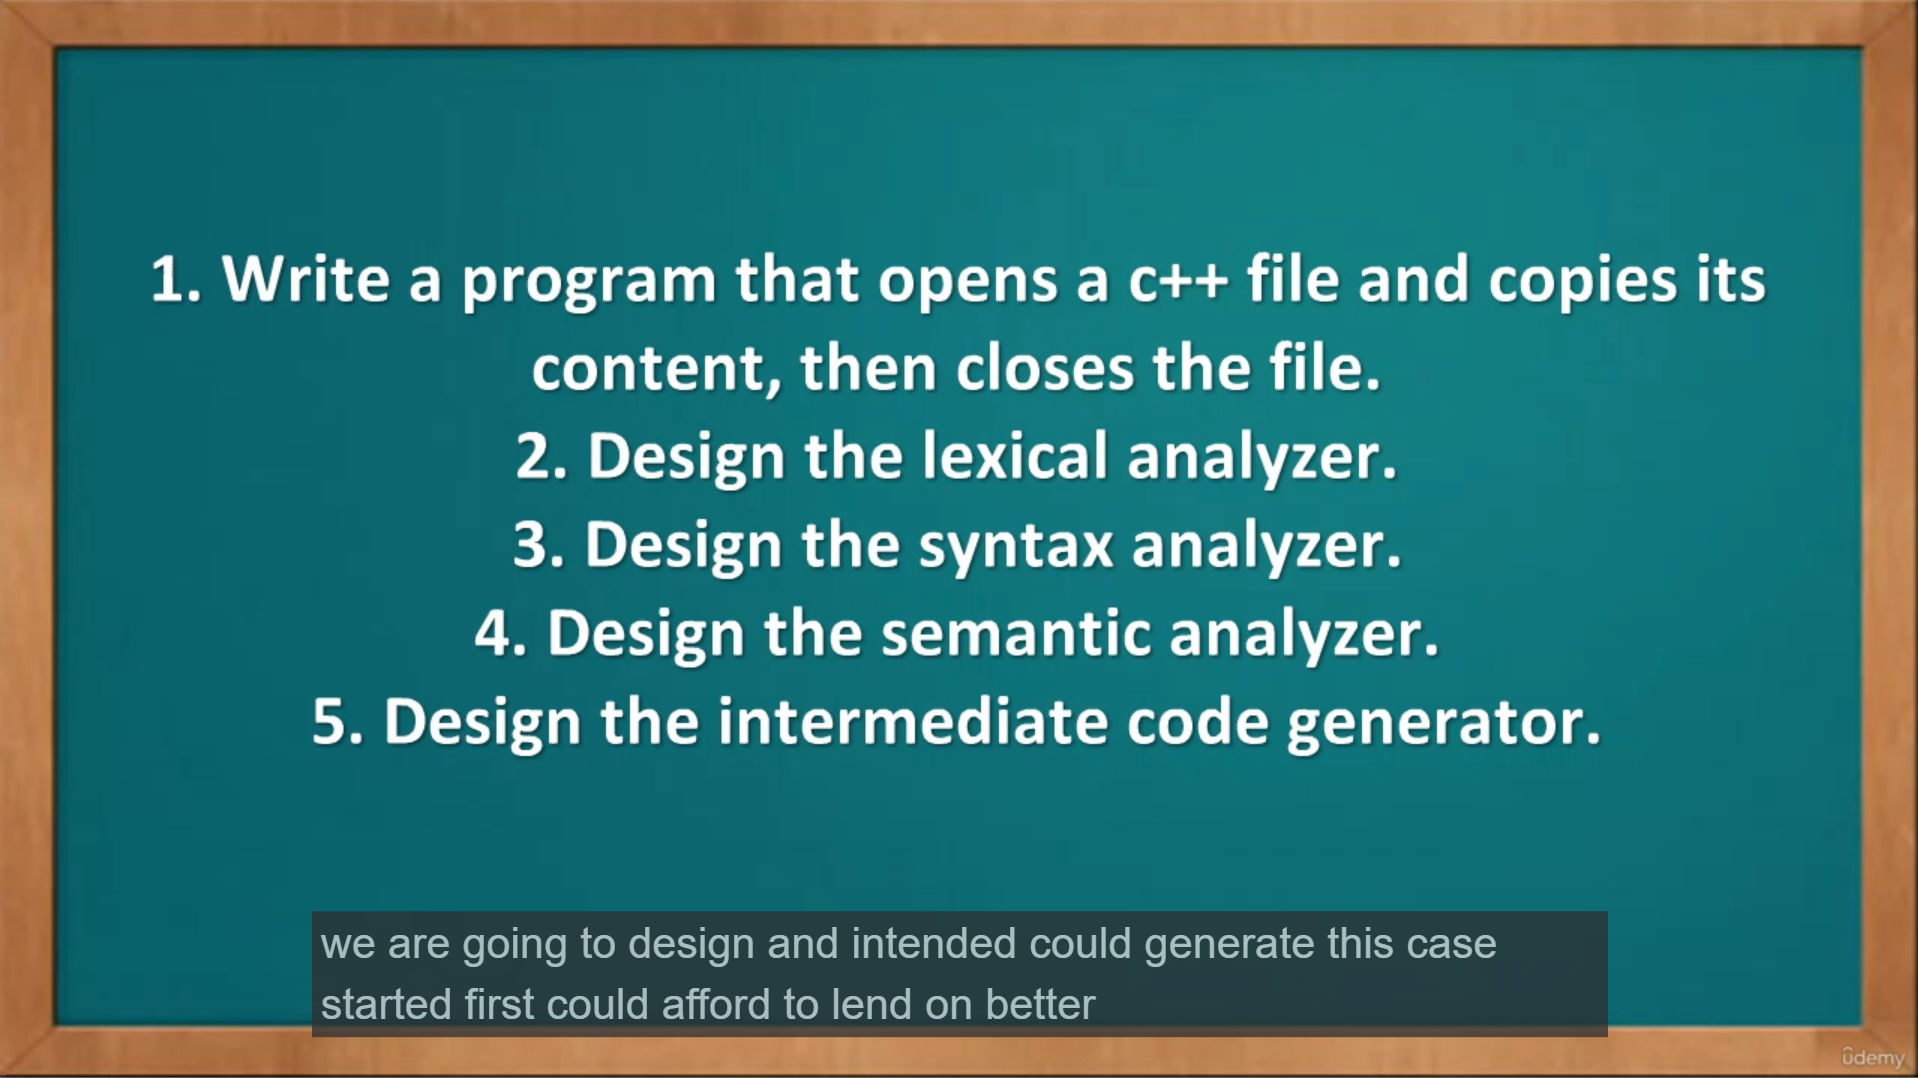 1. Write a program that opens a c++ file and copies its
content, then closes the file.
2. Design the lexical analyzer.
3. Design the syntax analyzer.
4. Design the semantic analyzer.
5. Design the intermediate code generator.
we are going to design and intended could generate this case
started first could afford to lend on better
ûdemy